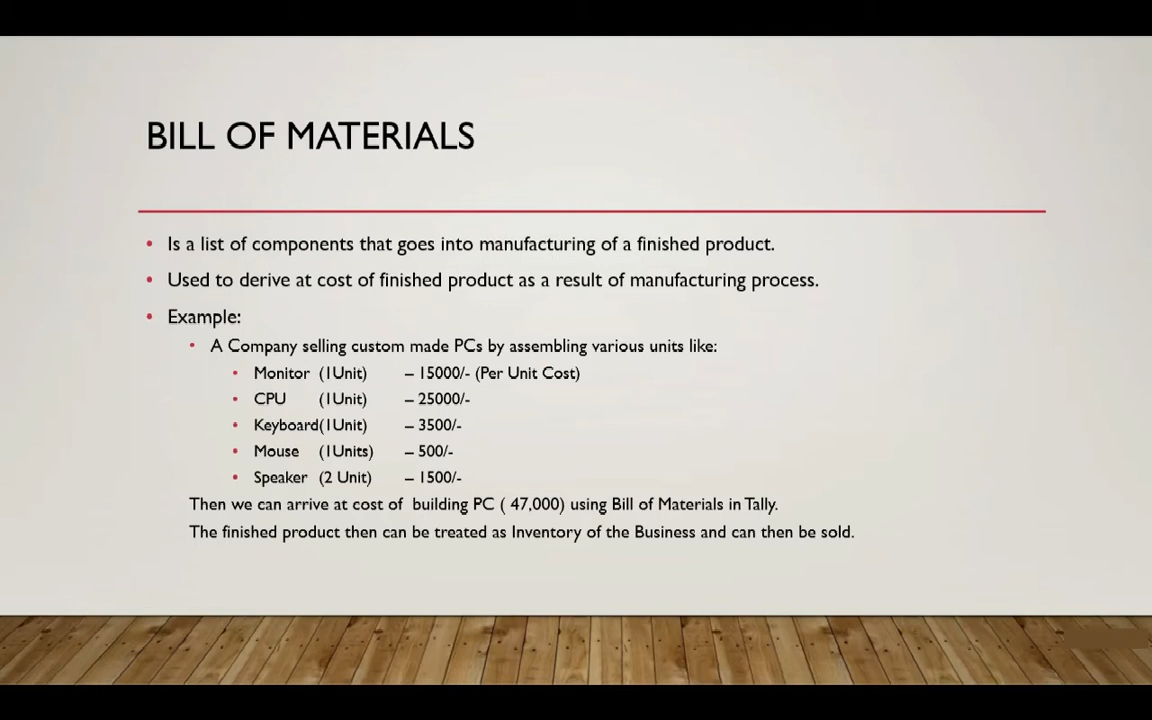 BILL OF MATERIALS
• Is a list of components that goes into manufacturing of a finished product.
• Used to derive at cost of finished product as a result of manufacturing process.
• Example:
• A Company selling custom made PCs by assembling various units like:
• Monitor (1Unit) – 15000/- (Per Unit Cost)
• CPU (1Unit) – 25000/-
• Keyboard(1Unit) – 3500/-
• Mouse (1Units) – 500/-
• Speaker (2 Unit) – 1500/-
Then we can arrive at cost of building PC ( 47,000) using Bill of Materials in Tally.
The finished product then can be treated as Inventory of the Business and can then be sold.